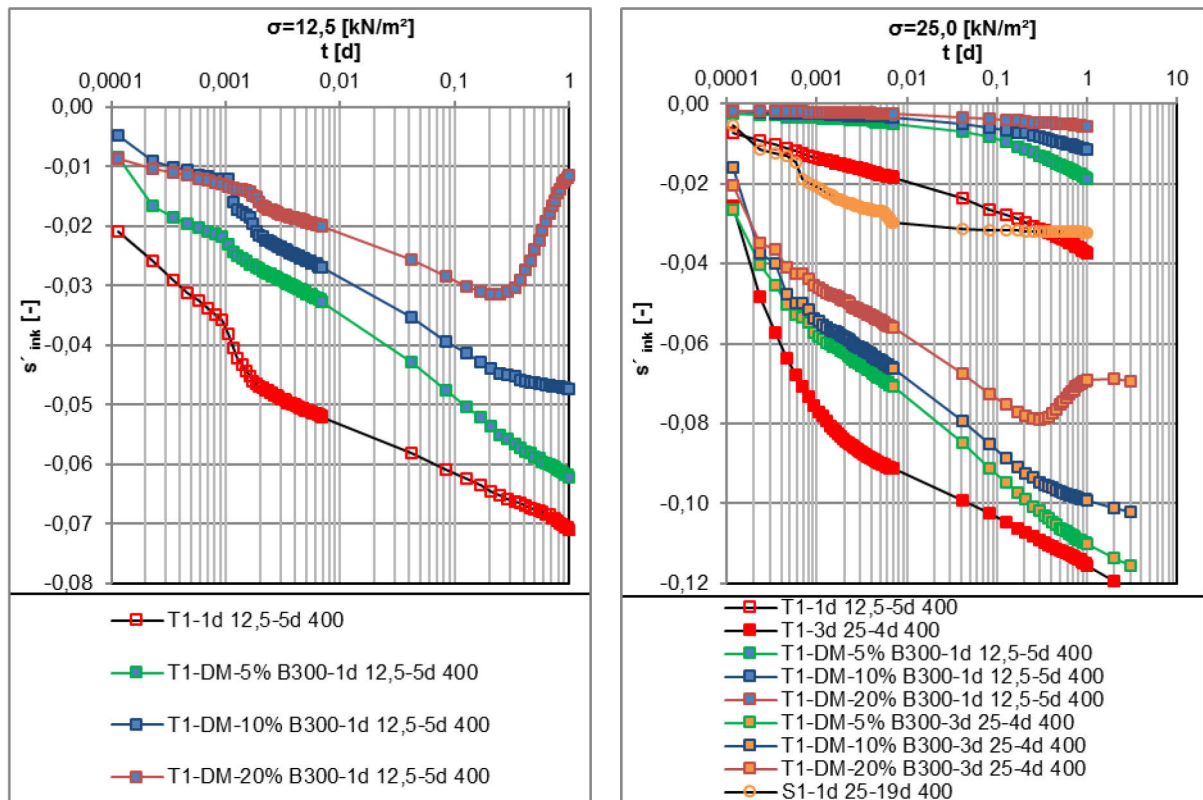 σ=12,5 [kN/m²]
t [d]
0,0001 0,001 0,01 0,1 1
0,00
-0,01
-0,02
-0,03
-0,04
-0,05
-0,06
-0,07
-0,08
s´ ink [-]
T1-1d 12,5-5d 400
T1-DM-5% B300-1d 12,5-5d 400
T1-DM-10% B300-1d 12,5-5d 400
T1-DM-20% B300-1d 12,5-5d 400
σ=25,0 [kN/m²]
t [d]
0,0001 0,001 0,01 0,1 1 10
0,00
-0,02
-0,04
-0,06
-0,08
-0,10
-0,12
s´ ink [-]
T1-1d 12,5-5d 400
T1-3d 25-4d 400
T1-DM-5% B300-1d 12,5-5d 400
T1-DM-10% B300-1d 12,5-5d 400
T1-DM-20% B300-1d 12,5-5d 400
T1-DM-5% B300-3d 25-4d 400
T1-DM-10% B300-3d 25-4d 400
T1-DM-20% B300-3d 25-4d 400
S1-1d 25-19d 400